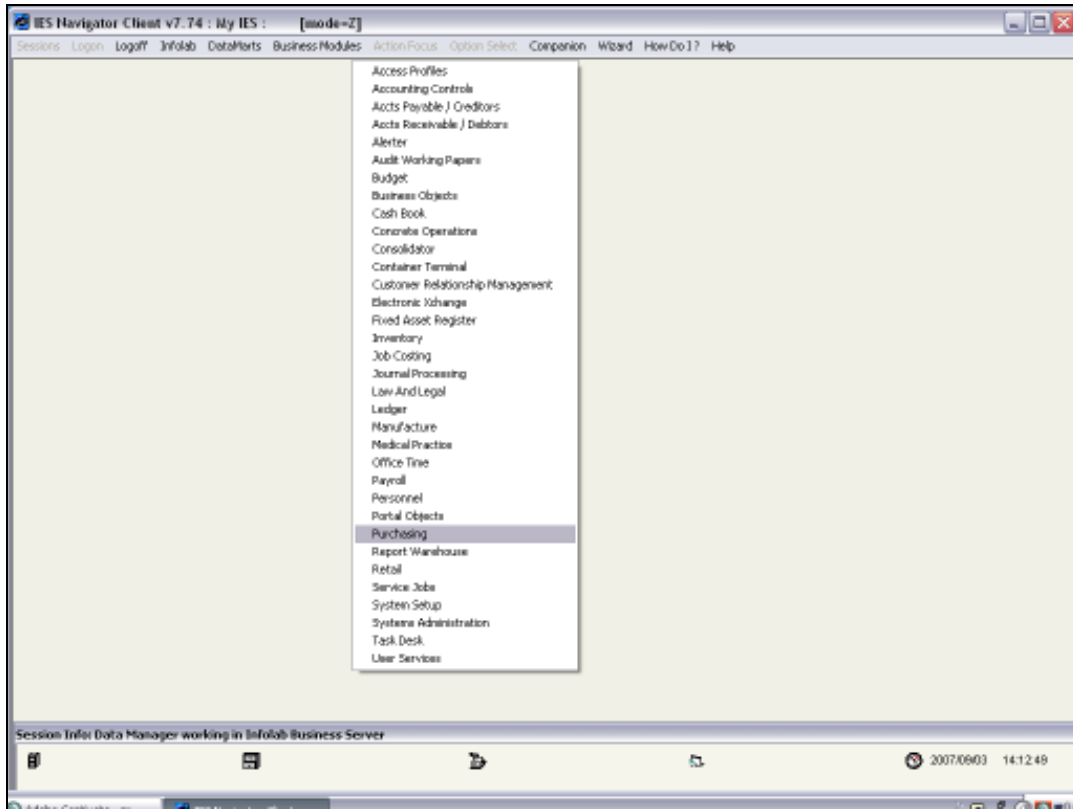 IES Navigator Client v7.74 : My IES : [mode=Z]
Sessions Logon Logoff Infolab DataMarts Business Modules Action Focus Option Select Companion Wizard How Do I ? Help
Access Profiles
Accounting Controls
Accts Payable / Creditors
Accts Receivable / Debtors
Alerter
Audit Working Papers
Budget
Business Objects
Cash Book
Concrete Operations
Consolidator
Container Terminal
Customer Relationship Management
Electronic Xchange
Fixed Asset Register
Inventory
Job Costing
Journal Processing
Law And Legal
Ledger
Manufacture
Medical Practice
Office Time
Payroll
Personnel
Portal Objects
Purchasing
Report Warehouse
Retail
Service Jobs
System Setup
Systems Administration
Task Desk
User Services
Session Info: Data Manager working in Infolab Business Server
2007/09/03 14:12:49